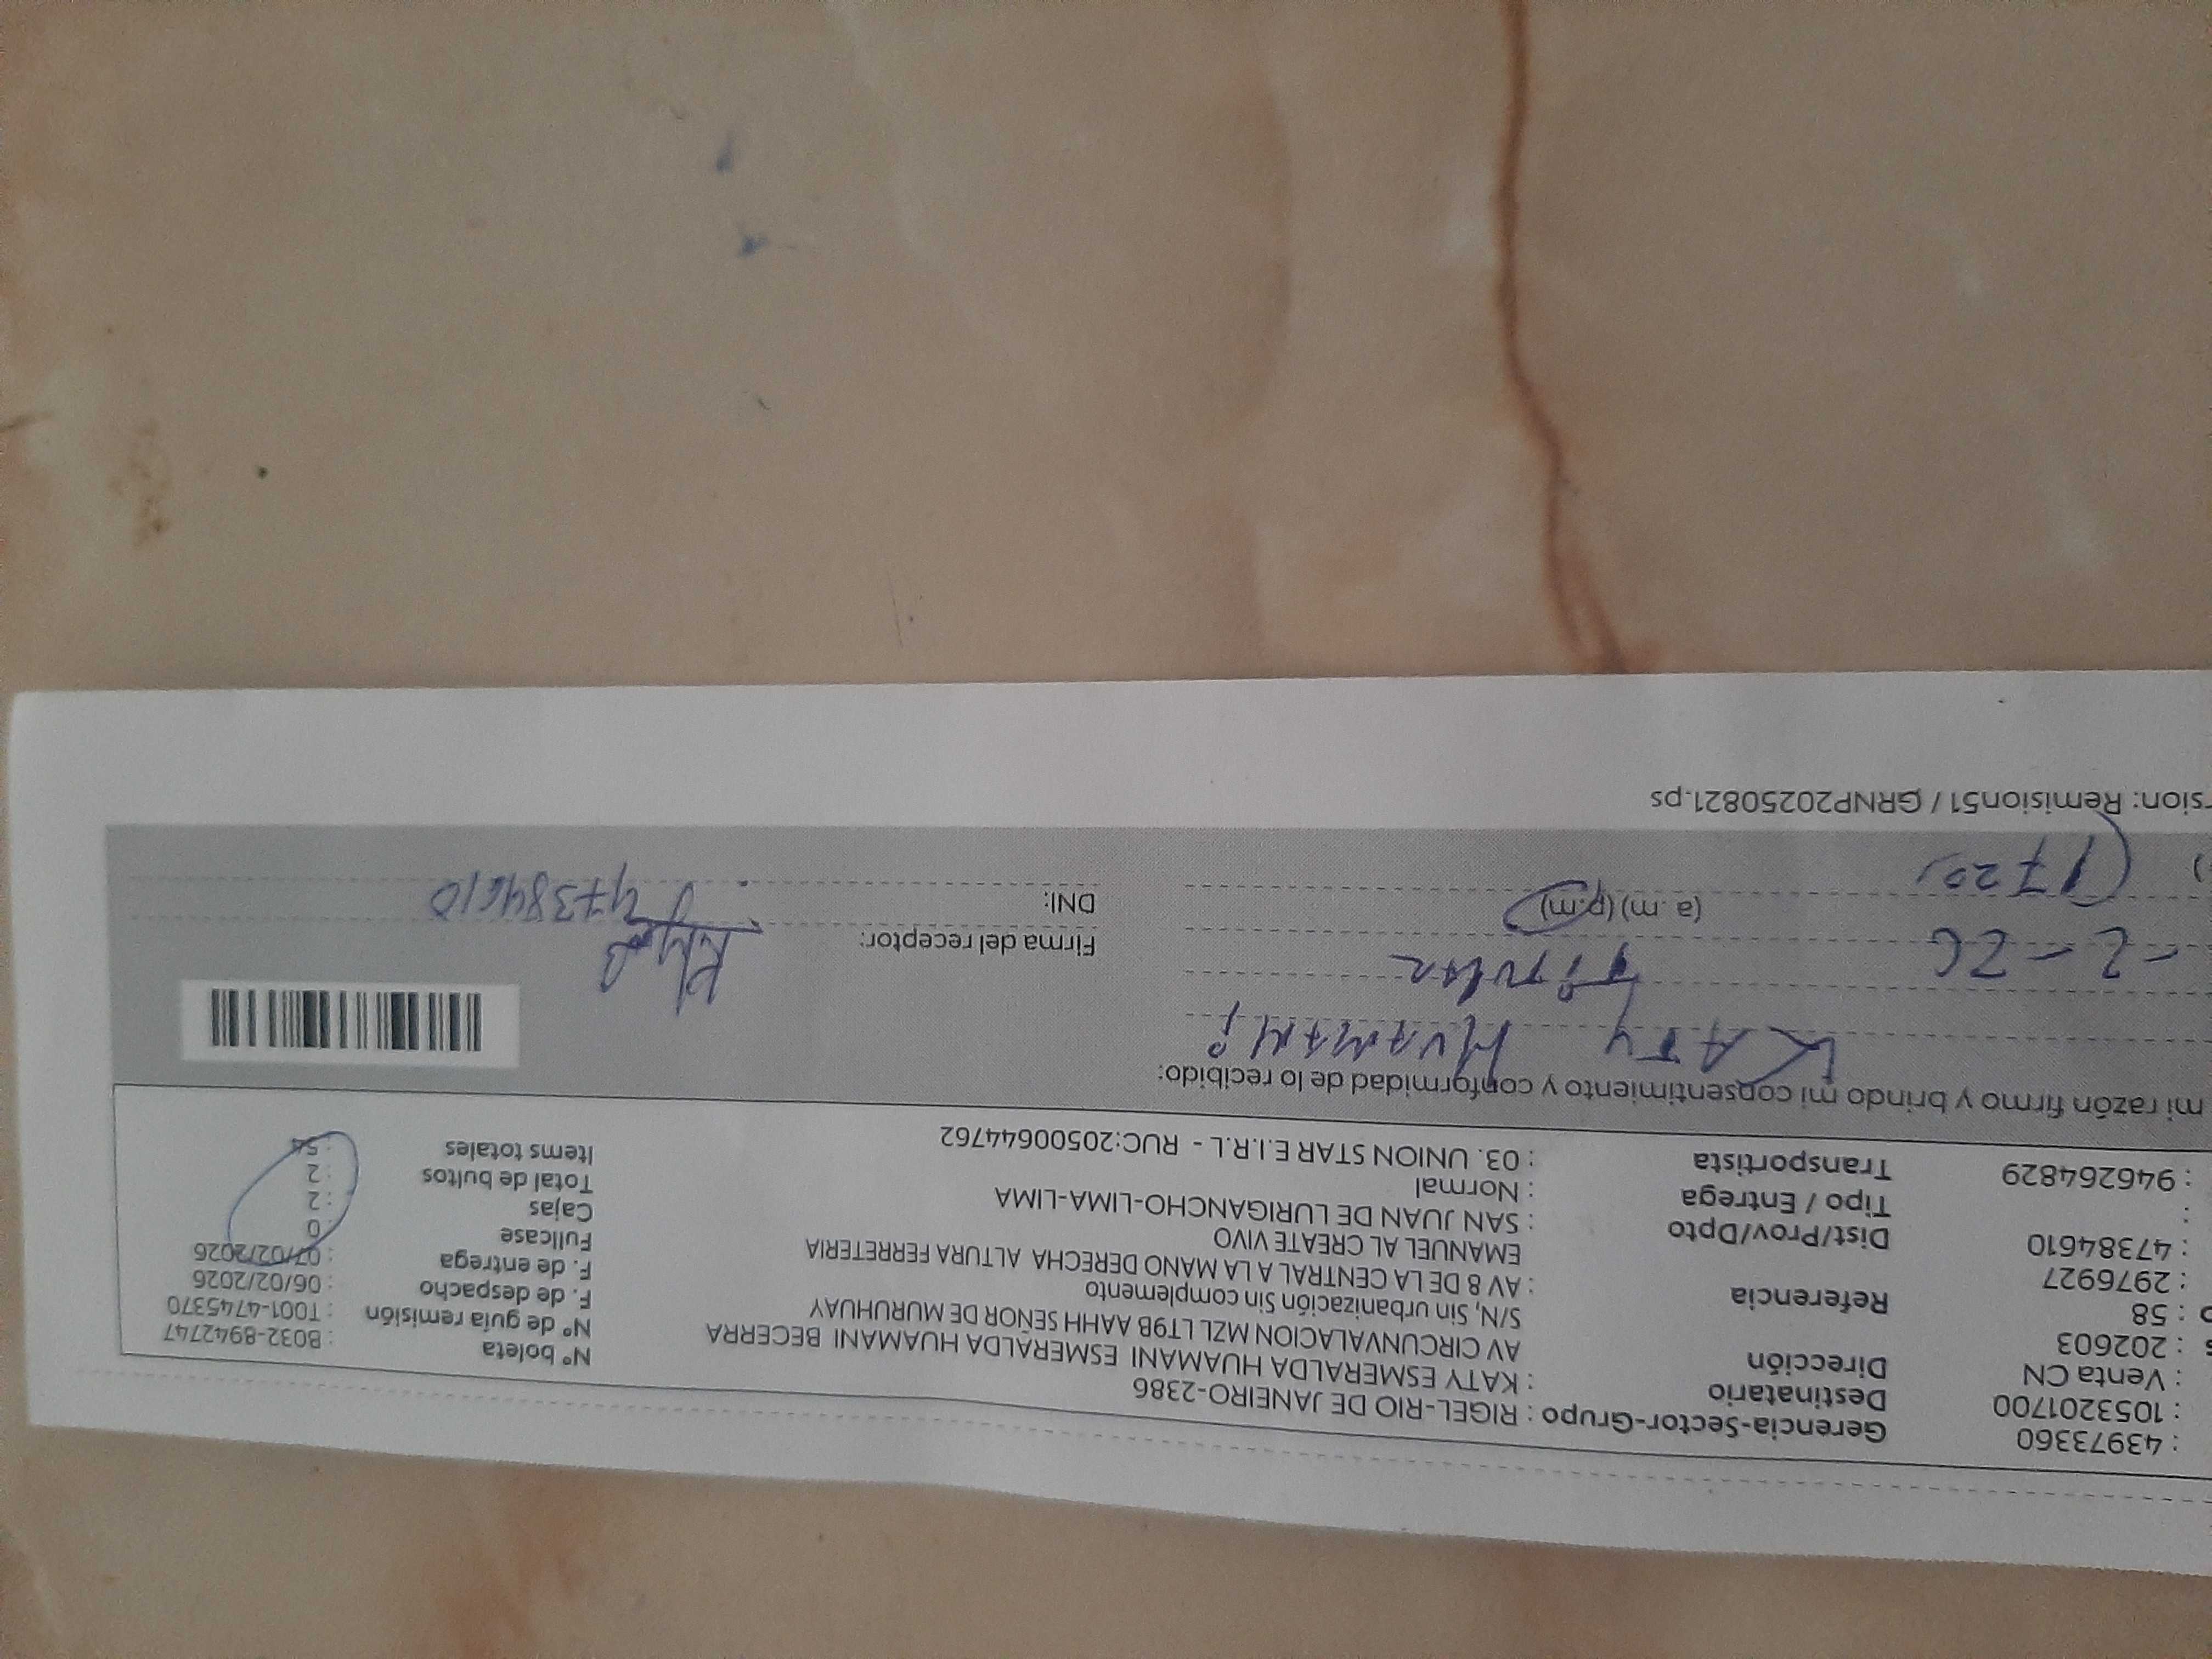 : 43973360
: 1053201700
: Venta CN
: 202603
: 58
: 2976927
: 47384610
:
: 946264829
Gerencia-Sector-Grupo : RIGEL-RIO DE JANEIRO-2386
Destinatario : KATY ESMERALDA HUAMANI ESMERALDA HUAMANI BECERRA
Dirección AV CIRCUNVALACION MZL LT9B AAHH SEÑOR DE MURUHUAY
S/N, Sin urbanización Sin complemento
Referencia : AV 8 DE LA CENTRAL A LA MANO DERECHA ALTURA FERRETERIA
EMANUEL AL CREATE VIVO
Dist/Prov/Dpto : SAN JUAN DE LURIGANCHO-LIMA-LIMA
Tipo / Entrega : Normal
Transportista : 03. UNION STAR E.I.R.L - RUC:20500644762
Nº boleta : B032-8942747
Nº de guía remisión : T001-4745370
F. de despacho : 06/02/2026
F. de entrega : 07/02/2026
Fullcase : 0
Cajas : 2
Total de bultos : 2
Items totales : 54
mi razón firmo y brindo mi consentimiento y conformidad de lo recibido:
KATY HUAMANI
Titular
-2-26
(a.m) (p.m)
Firma del receptor:
DNI: 47384610
rsion: Remision51 / GRNP20250821.ps